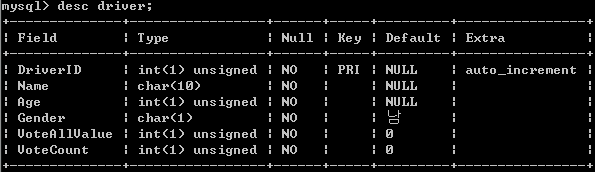 mysql> desc driver;
+--------------+-----------------+------+-----+---------+----------------+
| Field        | Type            | Null | Key | Default | Extra          |
+--------------+-----------------+------+-----+---------+----------------+
| DriverID     | int(1) unsigned | NO   | PRI | NULL    | auto_increment |
| Name         | char(10)        | NO   |     | NULL    |                |
| Age          | int(1) unsigned | NO   |     | NULL    |                |
| Gender       | char(1)         | NO   |     | 남      |                |
| VoteAllValue | int(1) unsigned | NO   |     | 0       |                |
| VoteCount    | int(1) unsigned | NO   |     | 0       |                |
+--------------+-----------------+------+-----+---------+----------------+